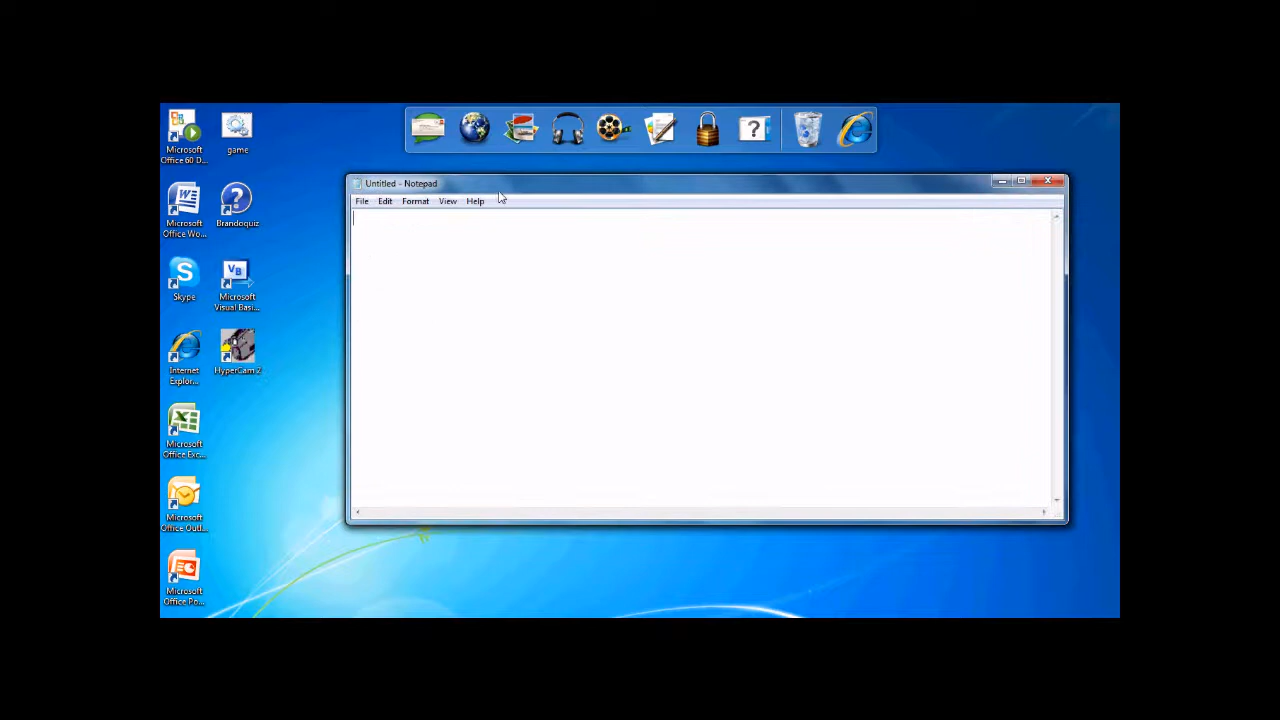 Microsoft
Office 60 D...
game
Microsoft
Office Wo...
Brandoquiz
Skype
Microsoft
Visual Basi...
Internet
Explor...
HyperCam 2
Microsoft
Office Exc...
Microsoft
Office Outl...
Microsoft
Office Po...
Untitled - Notepad
File Edit Format View Help